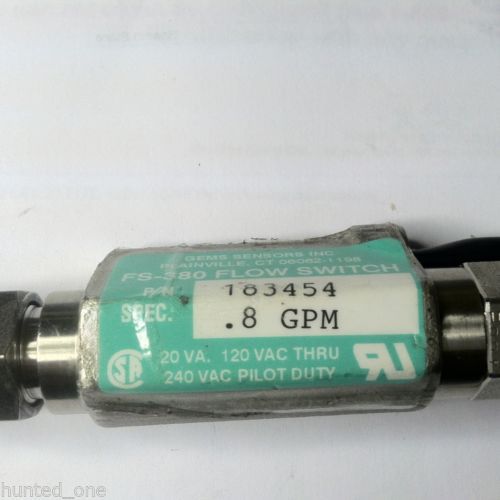 GEMS SENSORS INC
PLAINVILLE, CT 06062-1198
FS-380 FLOW SWITCH
P/N 183454
SPEC. .8 GPM
20 VA. 120 VAC THRU
240 VAC PILOT DUTY
hunted_one